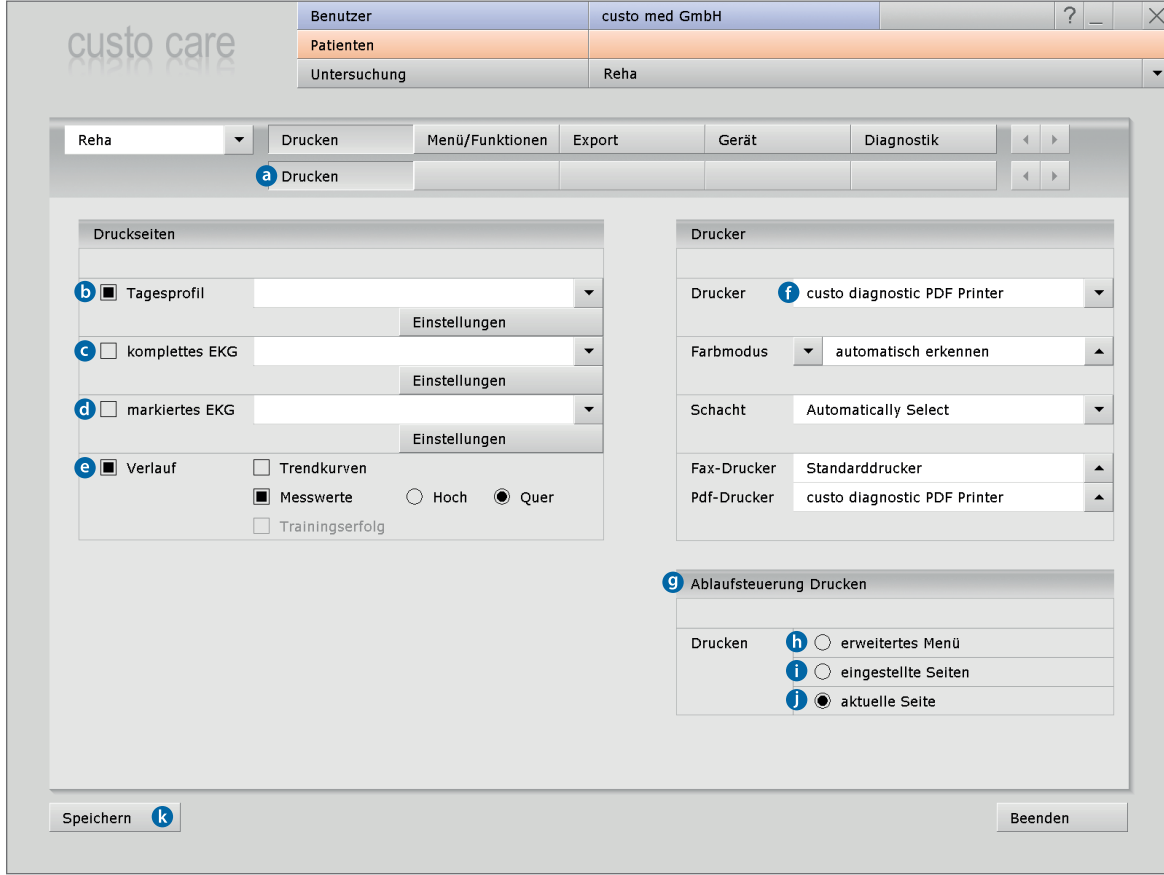 custo care
Benutzer custo med GmbH ? _ X
Patienten
Untersuchung Reha
Reha Drucken Menü/Funktionen Export Gerät Diagnostik
a Drucken
Druckseiten
b Tagesprofil
Einstellungen
c komplettes EKG
Einstellungen
d markiertes EKG
Einstellungen
e Verlauf Trendkurven
Messwerte Hoch Quer
Trainingserfolg
Drucker
Drucker f custo diagnostic PDF Printer
Farbmodus automatisch erkennen
Schacht Automatically Select
Fax-Drucker Standarddrucker
Pdf-Drucker custo diagnostic PDF Printer
g Ablaufsteuerung Drucken
Drucken h erweitertes Menü
i eingestellte Seiten
j aktuelle Seite
Speichern k Beenden